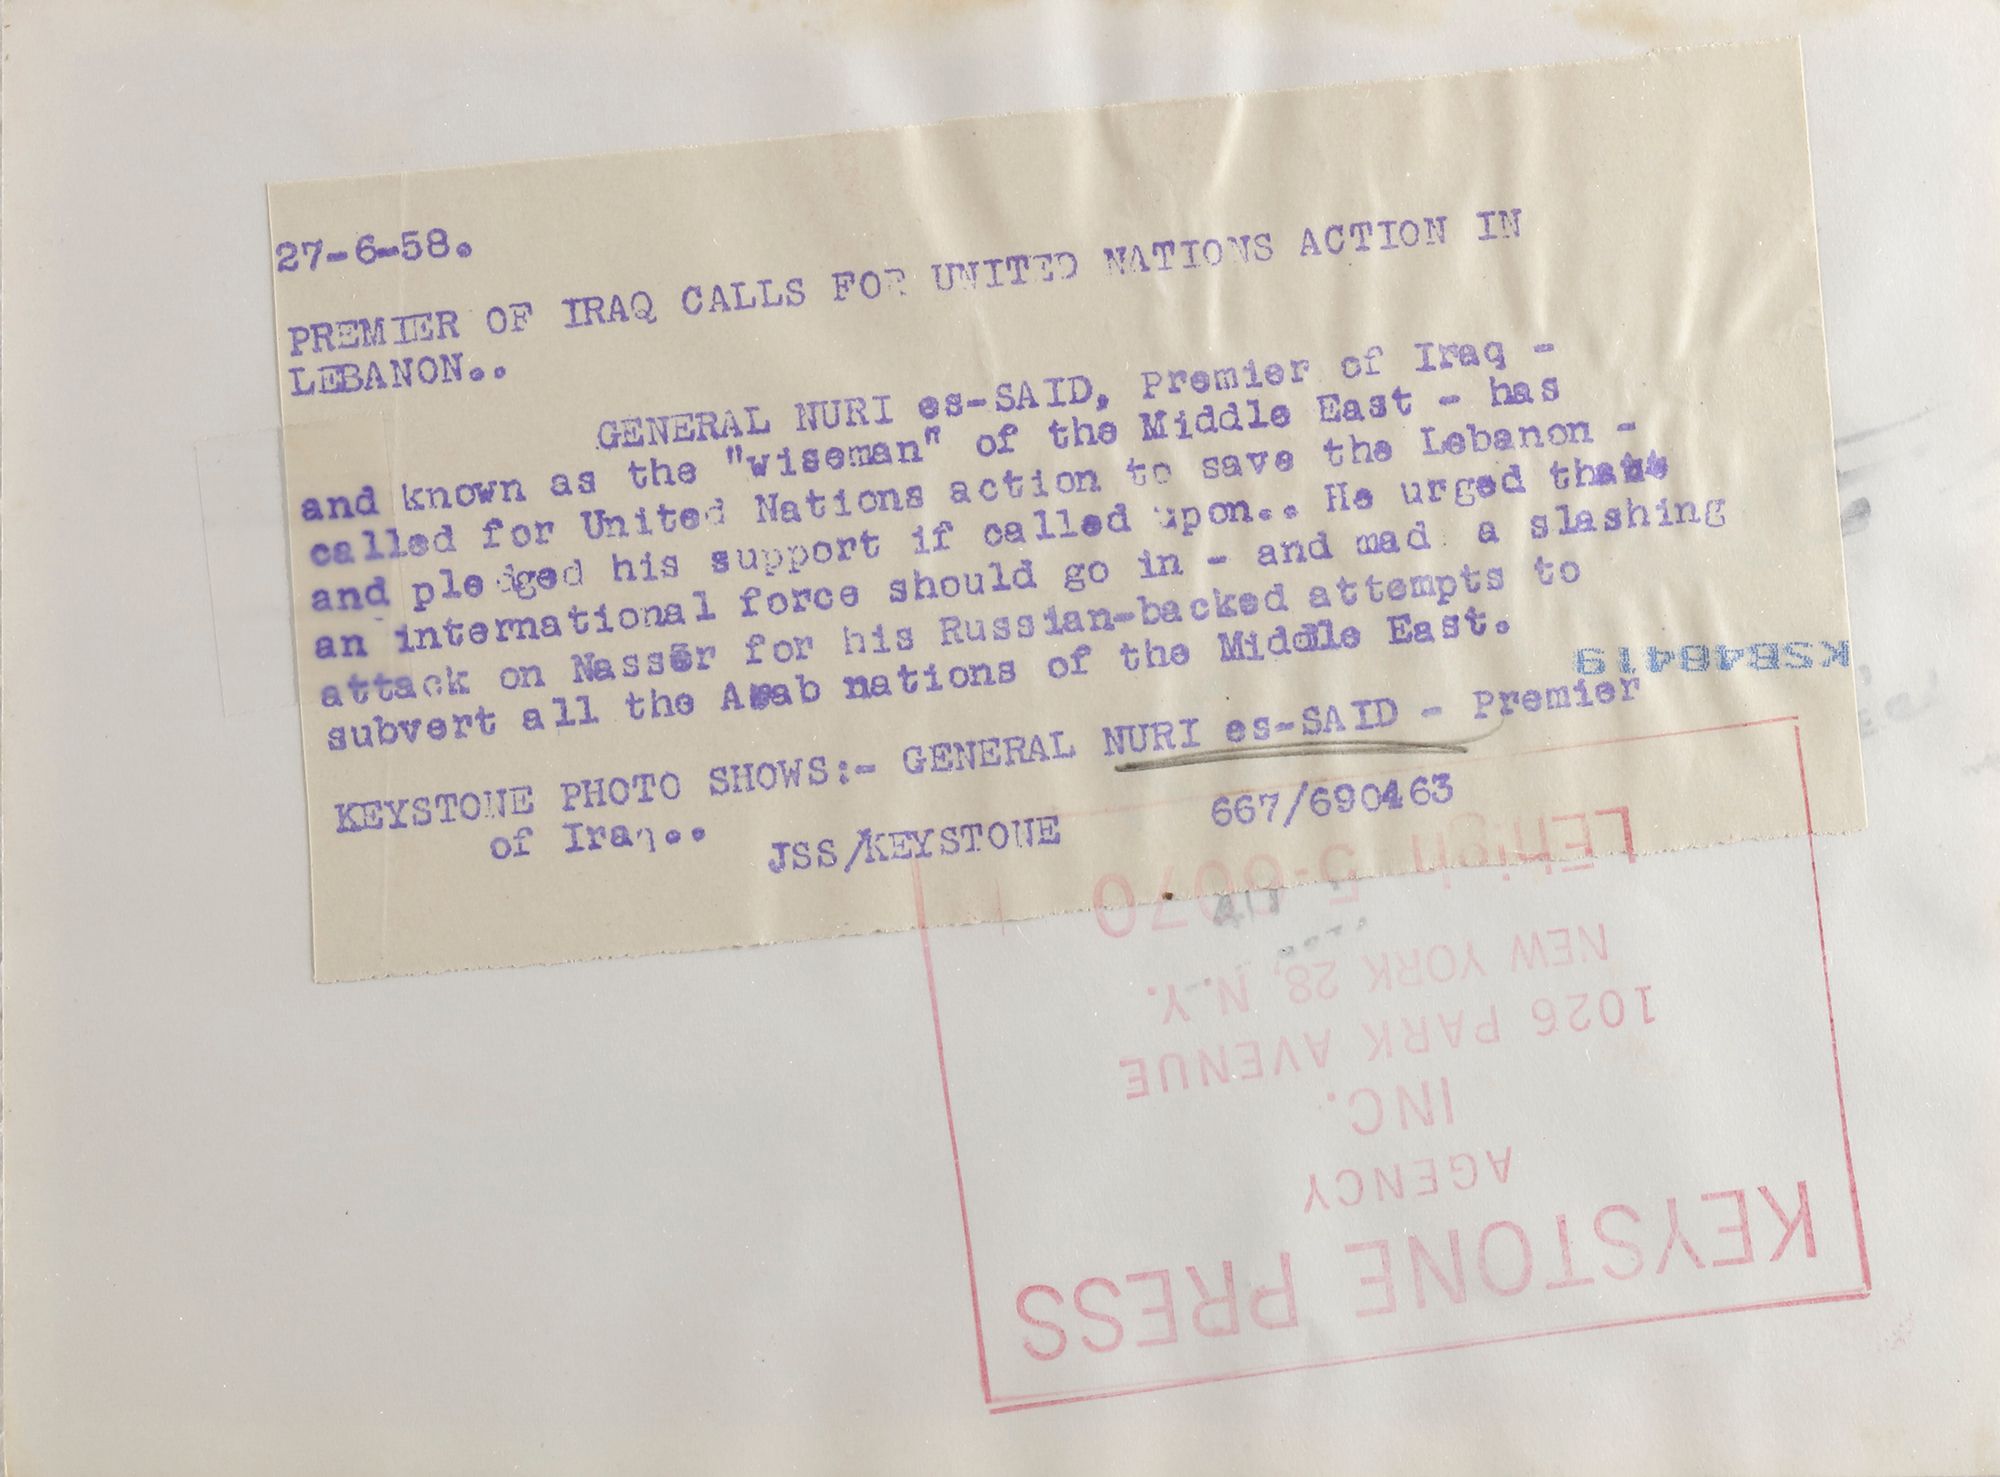 27-6-58.
PREMIER OF IRAQ CALLS FOR UNITED NATIONS ACTION IN
LEBANON..
GENERAL NURI es-SAID, Premier of Iraq -
and known as the "wiseman" of the Middle East - has
called for United Nations action to save the Lebanon -
and pledged his support if called upon.. He urged that
an international force should go in - and mad a slashing
attack on Nasser for his Russian-backed attempts to
subvert all the Arab nations of the Middle East.
KEYSTONE PHOTO SHOWS:- GENERAL NURI es-SAID - Premier
of Iraq..
JSS/KEYSTONE 667/690463
KSB48419
KEYSTONE PRESS
AGENCY
INC.
1026 PARK AVENUE
NEW YORK 28, N.Y.
LEhigh 5-6070